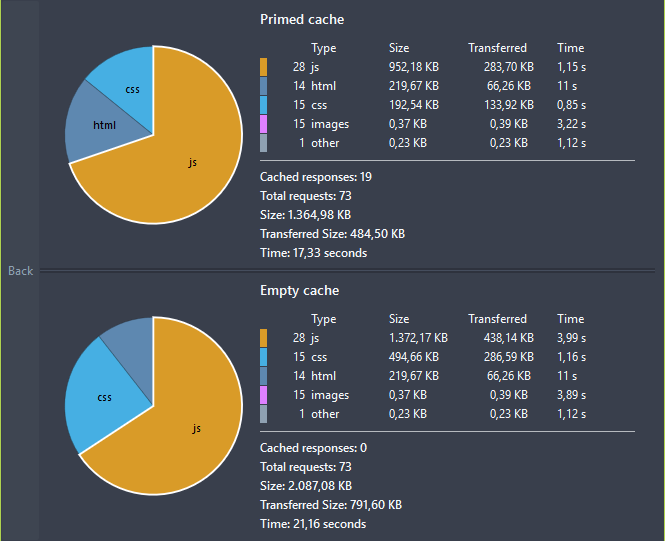 Primed cache
Type Size Transferred Time
28 js 952,18 KB 283,70 KB 1,15 s
14 html 219,67 KB 66,26 KB 11 s
15 css 192,54 KB 133,92 KB 0,85 s
15 images 0,37 KB 0,39 KB 3,22 s
1 other 0,23 KB 0,23 KB 1,12 s
css
html
js
Cached responses: 19
Total requests: 73
Size: 1.364,98 KB
Transferred Size: 484,50 KB
Time: 17,33 seconds
Back
Empty cache
Type Size Transferred Time
28 js 1.372,17 KB 438,14 KB 3,99 s
15 css 494,66 KB 286,59 KB 1,16 s
14 html 219,67 KB 66,26 KB 11 s
15 images 0,37 KB 0,39 KB 3,89 s
1 other 0,23 KB 0,23 KB 1,12 s
css
js
Cached responses: 0
Total requests: 73
Size: 2.087,08 KB
Transferred Size: 791,60 KB
Time: 21,16 seconds